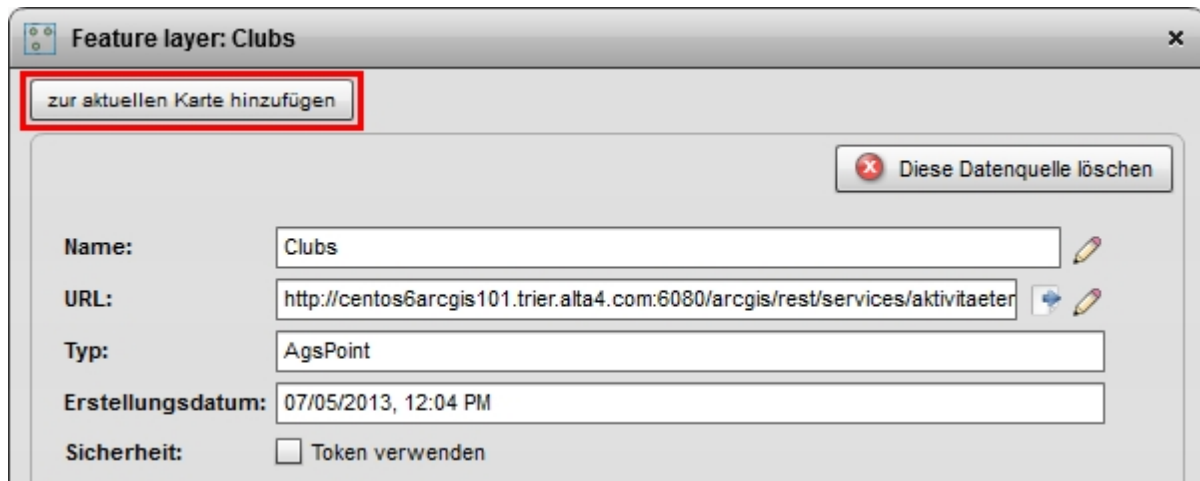 Feature layer: Clubs
zur aktuellen Karte hinzufügen
Diese Datenquelle löschen
Name: Clubs
URL: http://centos6arcgis101.trier.alta4.com:6080/arcgis/rest/services/aktivitaeten
Typ: AgsPoint
Erstellungsdatum: 07/05/2013, 12:04 PM
Sicherheit: Token verwenden